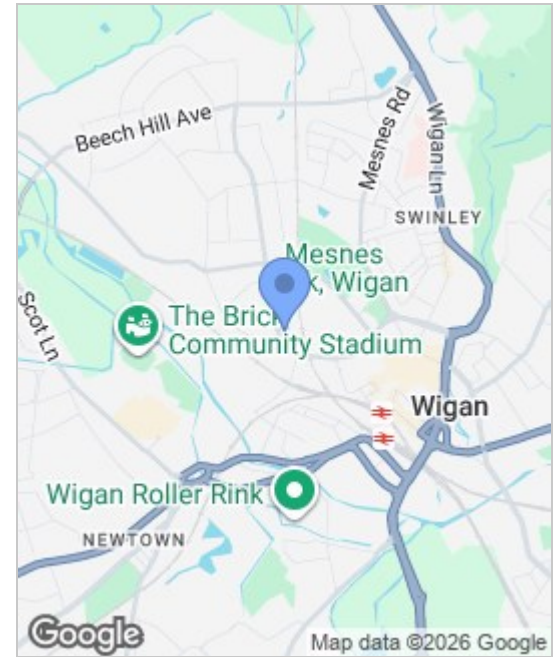 Beech Hill Ave
Mesnes Rd
Wigan Ln
SWINLEY
Mesnes
k, Wigan
Scot Ln
The Brick
Community Stadium
Wigan
Wigan Roller Rink
NEWTOWN
Google
Map data ©2026 Google